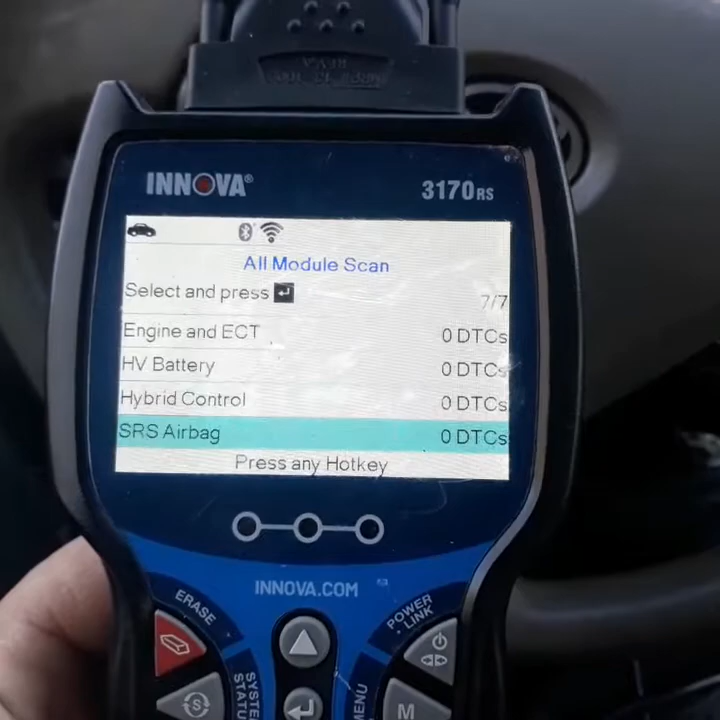 INNOVA®
3170RS
All Module Scan
Select and press
7/7
Engine and ECT 0 DTCs
HV Battery 0 DTCs
Hybrid Control 0 DTCs
SRS Airbag 0 DTCs
Press any Hotkey
INNOVA.COM
ERASE
POWER
LINK
SYSTEM
STATUS
MENU
S
M